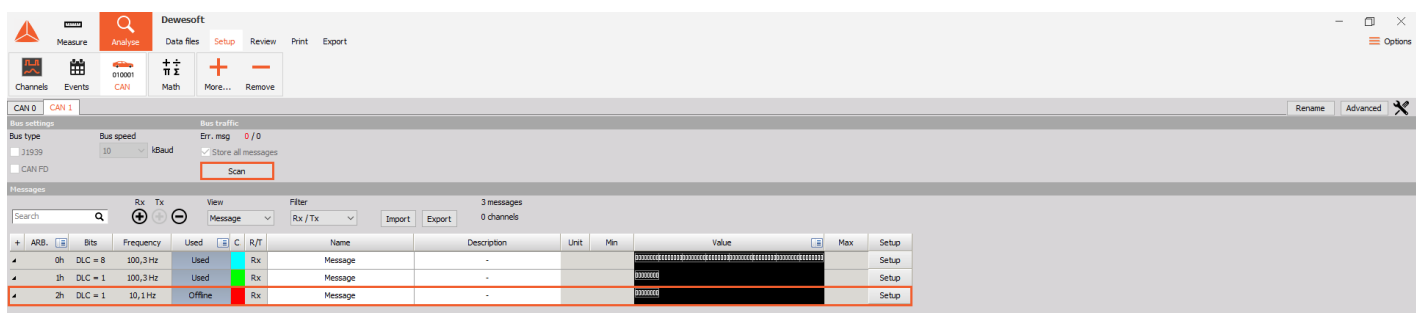 Dewesoft
Measure Analyse Data files Setup Review Print Export
Options
Channels Events 010001 CAN Math More... Remove
CAN 0 CAN 1 Rename Advanced
Bus settings Bus traffic
Bus type Bus speed Err. msg 0 / 0
J1939 10 kBaud Store all messages
CAN FD Scan
Messages
Rx Tx View Filter 3 messages
Search Message Rx / Tx Import Export 0 channels
+ ARB. Bits Frequency Used C R/T Name Description Unit Min Value Max Setup
0h DLC = 8 100,3 Hz Used Rx Message - Setup
1h DLC = 1 100,3 Hz Used Rx Message - Setup
2h DLC = 1 10,1 Hz Offline Rx Message - Setup